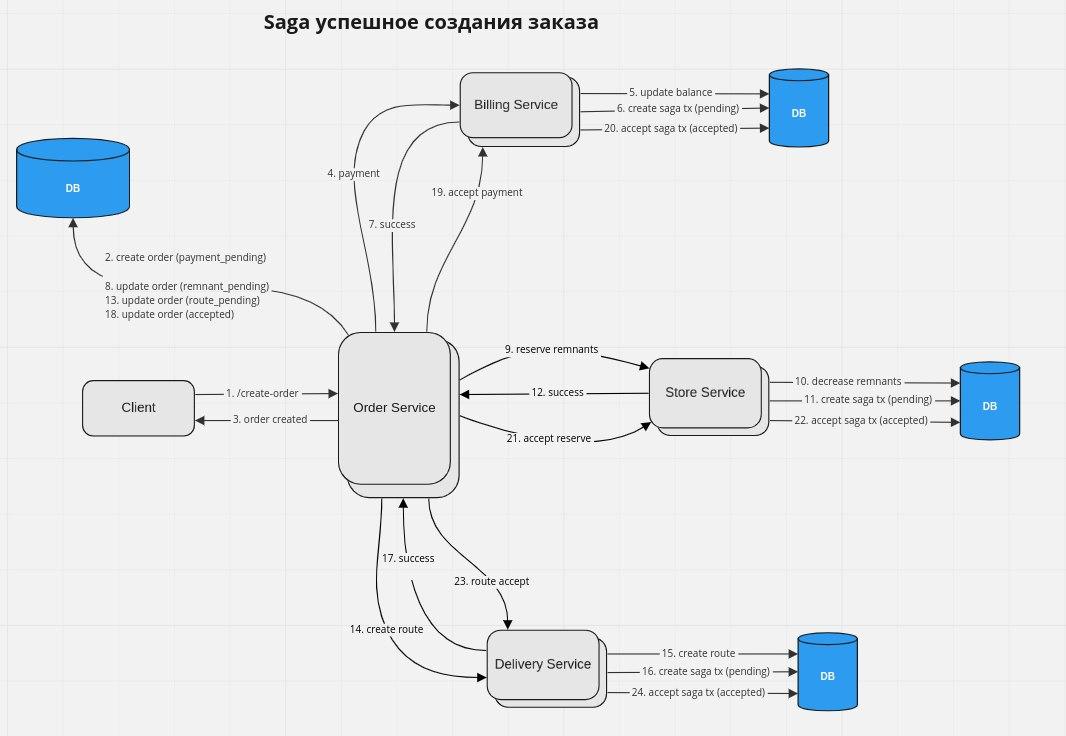 Saga успешное создания заказа
Billing Service
5. update balance
6. create saga tx (pending)
20. accept saga tx (accepted)
DB
DB
4. payment
19. accept payment
7. success
2. create order (payment_pending)
8. update order (remnant_pending)
13. update order (route_pending)
18. update order (accepted)
Client
1. /create-order
3. order created
Order Service
9. reserve remnants
12. success
21. accept reserve
Store Service
10. decrease remnants
11. create saga tx (pending)
22. accept saga tx (accepted)
DB
17. success
23. route accept
14. create route
Delivery Service
15. create route
16. create saga tx (pending)
24. accept saga tx (accepted)
DB